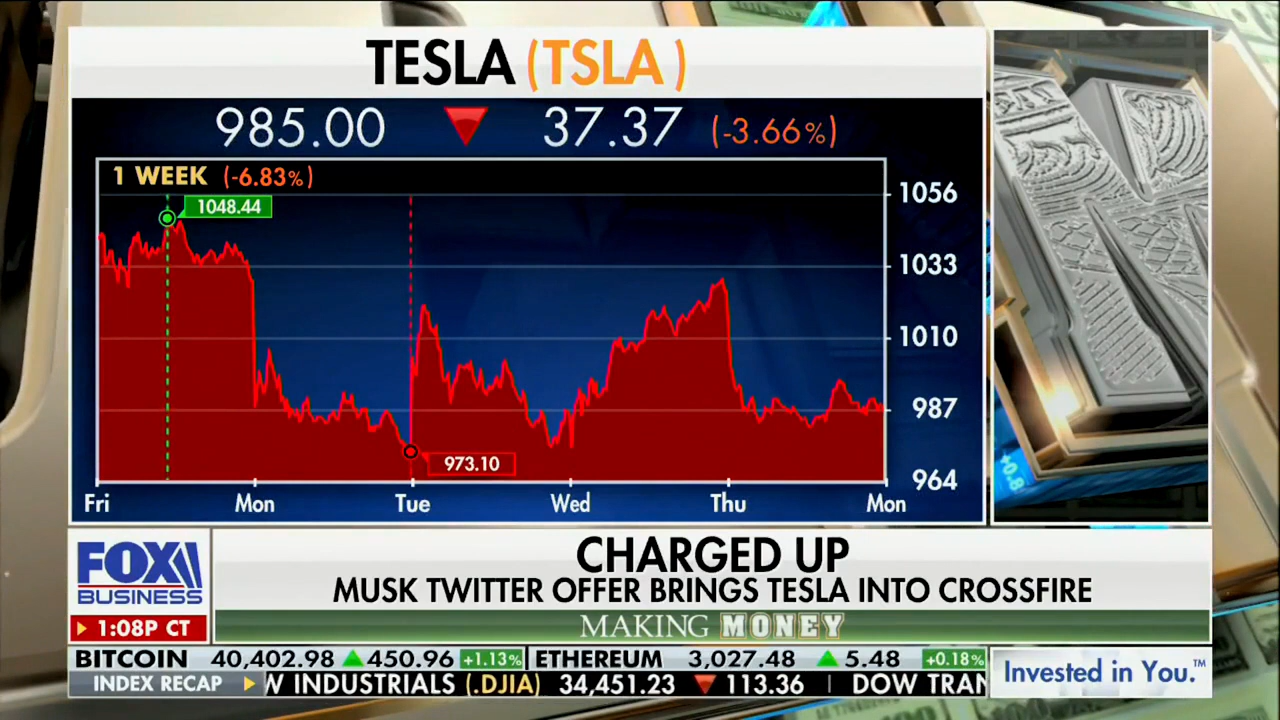 TESLA (TSLA)
985.00 ▼ 37.37 (-3.66%)
1 WEEK (-6.83%)
1048.44
973.10
1056
1033
1010
987
964
Fri Mon Tue Wed Thu Mon
FOX BUSINESS
1:08P CT
CHARGED UP
MUSK TWITTER OFFER BRINGS TESLA INTO CROSSFIRE
MAKING MONEY
BITCOIN 40,402.98 ▲ 450.96 +1.13% ETHEREUM 3,027.48 ▲ 5.48 +0.18%
INDEX RECAP W INDUSTRIALS (.DJIA) 34,451.23 ▼ 113.36 | DOW TRAN
Invested in You.™
+0.8